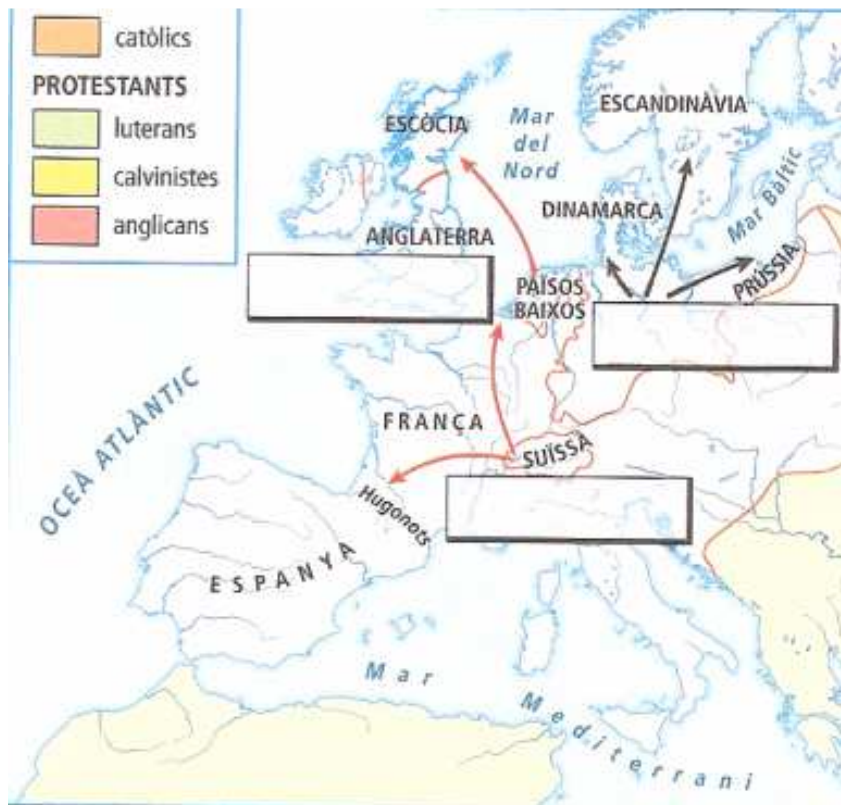 catòlics
PROTESTANTS
luterans
calvinistes
anglicans
ESCÒCIA
Mar
del
Nord
ESCANDINÀVIA
Mar Bàltic
DINAMARCA
ANGLATERRA
PAÏSOS
BAIXOS
PRÚSSIA
OCEÀ ATLÀNTIC
FRANÇA
SUÏSSA
Hugonots
ESPANYA
Mar
Mediterrani